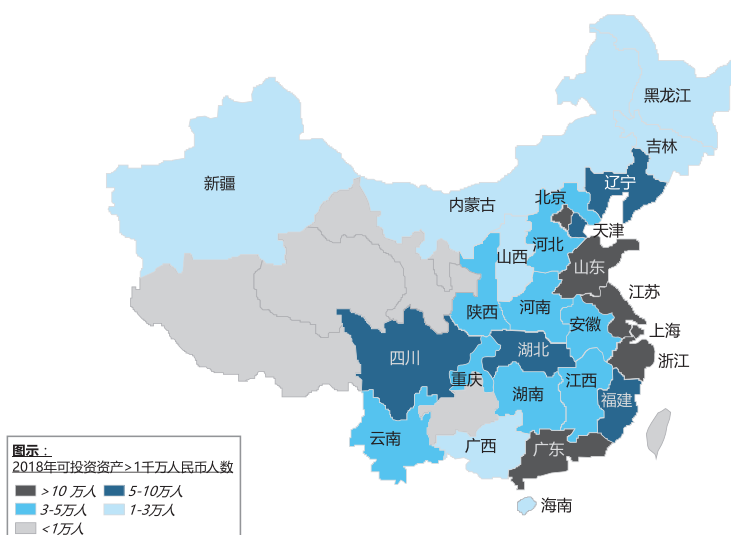 黑龙江
吉林
新疆
辽宁
北京
内蒙古
天津
河北
山西
山东
江苏
河南
陕西
安徽
上海
湖北
四川
浙江
重庆
江西
湖南
福建
云南
广西
广东
海南
图示：
2018年可投资资产>1千万人民币人数
>10 万人
5-10万人
3-5万人
1-3万人
<1万人